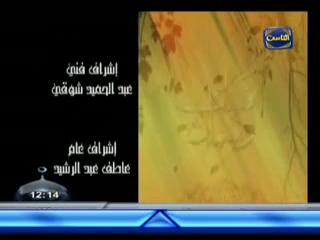 إشراف فني
عبد الحميد شوقي
إشراف عام
عاطف عبد الرشيد
12:14